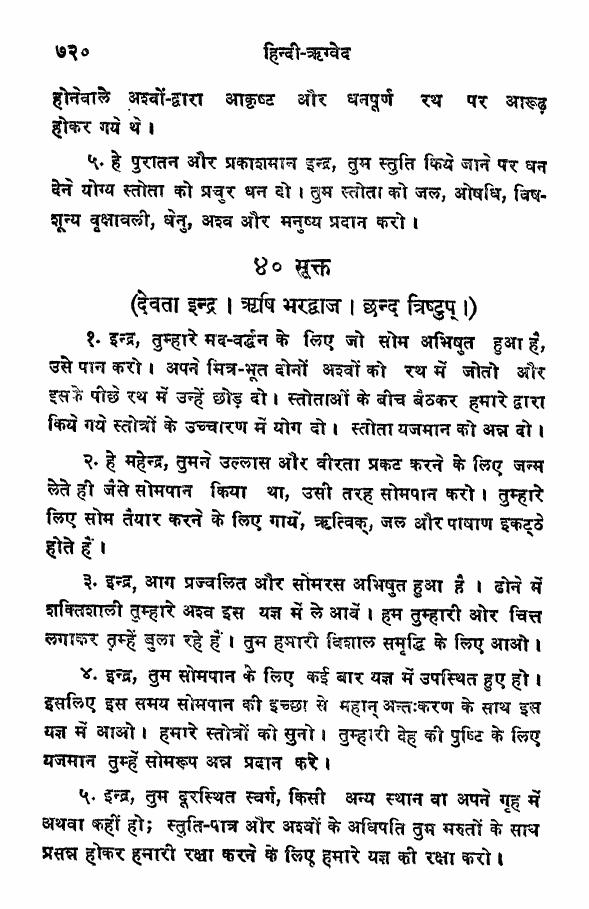 ७२० हिन्दी-ऋग्वेद
होनेवाले अश्वों-द्वारा आकृष्ट और धनपूर्ण रथ पर आरूढ़
होकर गये थे।
५. हे पुरातन और प्रकाशमान इन्द्र, तुम स्तुति किये जाने पर धन
देने योग्य स्तोता को प्रचुर धन दो। तुम स्तोता को जल, ओषधि, विष-
शून्य वृक्षावली, धेनु, अश्व और मनुष्य प्रदान करो।
४० सूक्त
(देवता इन्द्र। ऋषि भरद्वाज। छन्द त्रिष्टुप्।)
१. इन्द्र, तुम्हारे मद-वर्द्धन के लिए जो सोम अभिषुत हुआ है,
उसे पान करो। अपने मित्र-भूत दोनों अश्वों को रथ में जोतो और
इसके पीछे रथ में उन्हें छोड़ दो। स्तोताओं के बीच बैठकर हमारे द्वारा
किये गये स्तोत्रों के उच्चारण में योग दो। स्तोता यजमान को अन्न दो।
२. हे महेन्द्र, तुमने उल्लास और वीरता प्रकट करने के लिए जन्म
लेते ही जैसे सोमपान किया था, उसी तरह सोमपान करो। तुम्हारे
लिए सोम तैयार करने के लिए गायें, ऋत्विक्, जल और पाषाण इकट्ठे
होते हैं।
३. इन्द्र, आग प्रज्वलित और सोमरस अभिषुत हुआ है। ढोने में
शक्तिशाली तुम्हारे अश्व इस यज्ञ में ले आवें। हम तुम्हारी ओर चित्त
लगाकर तुम्हें बुला रहे हैं। तुम हमारी विशाल समृद्धि के लिए आओ।
४. इन्द्र, तुम सोमपान के लिए कई बार यज्ञ में उपस्थित हुए हो।
इसलिए इस समय सोमपान की इच्छा से महान् अन्तःकरण के साथ इस
यज्ञ में आओ। हमारे स्तोत्रों को सुनो। तुम्हारी देह की पुष्टि के लिए
यजमान तुम्हें सोमरूप अन्न प्रदान करे।
५. इन्द्र, तुम दूरस्थित स्वर्ग, किसी अन्य स्थान वा अपने गृह में
अथवा कहीं हो; स्तुति-पात्र और अश्वों के अधिपति तुम मरुतों के साथ
प्रसन्न होकर हमारी रक्षा करने के लिए हमारे यज्ञ की रक्षा करो।